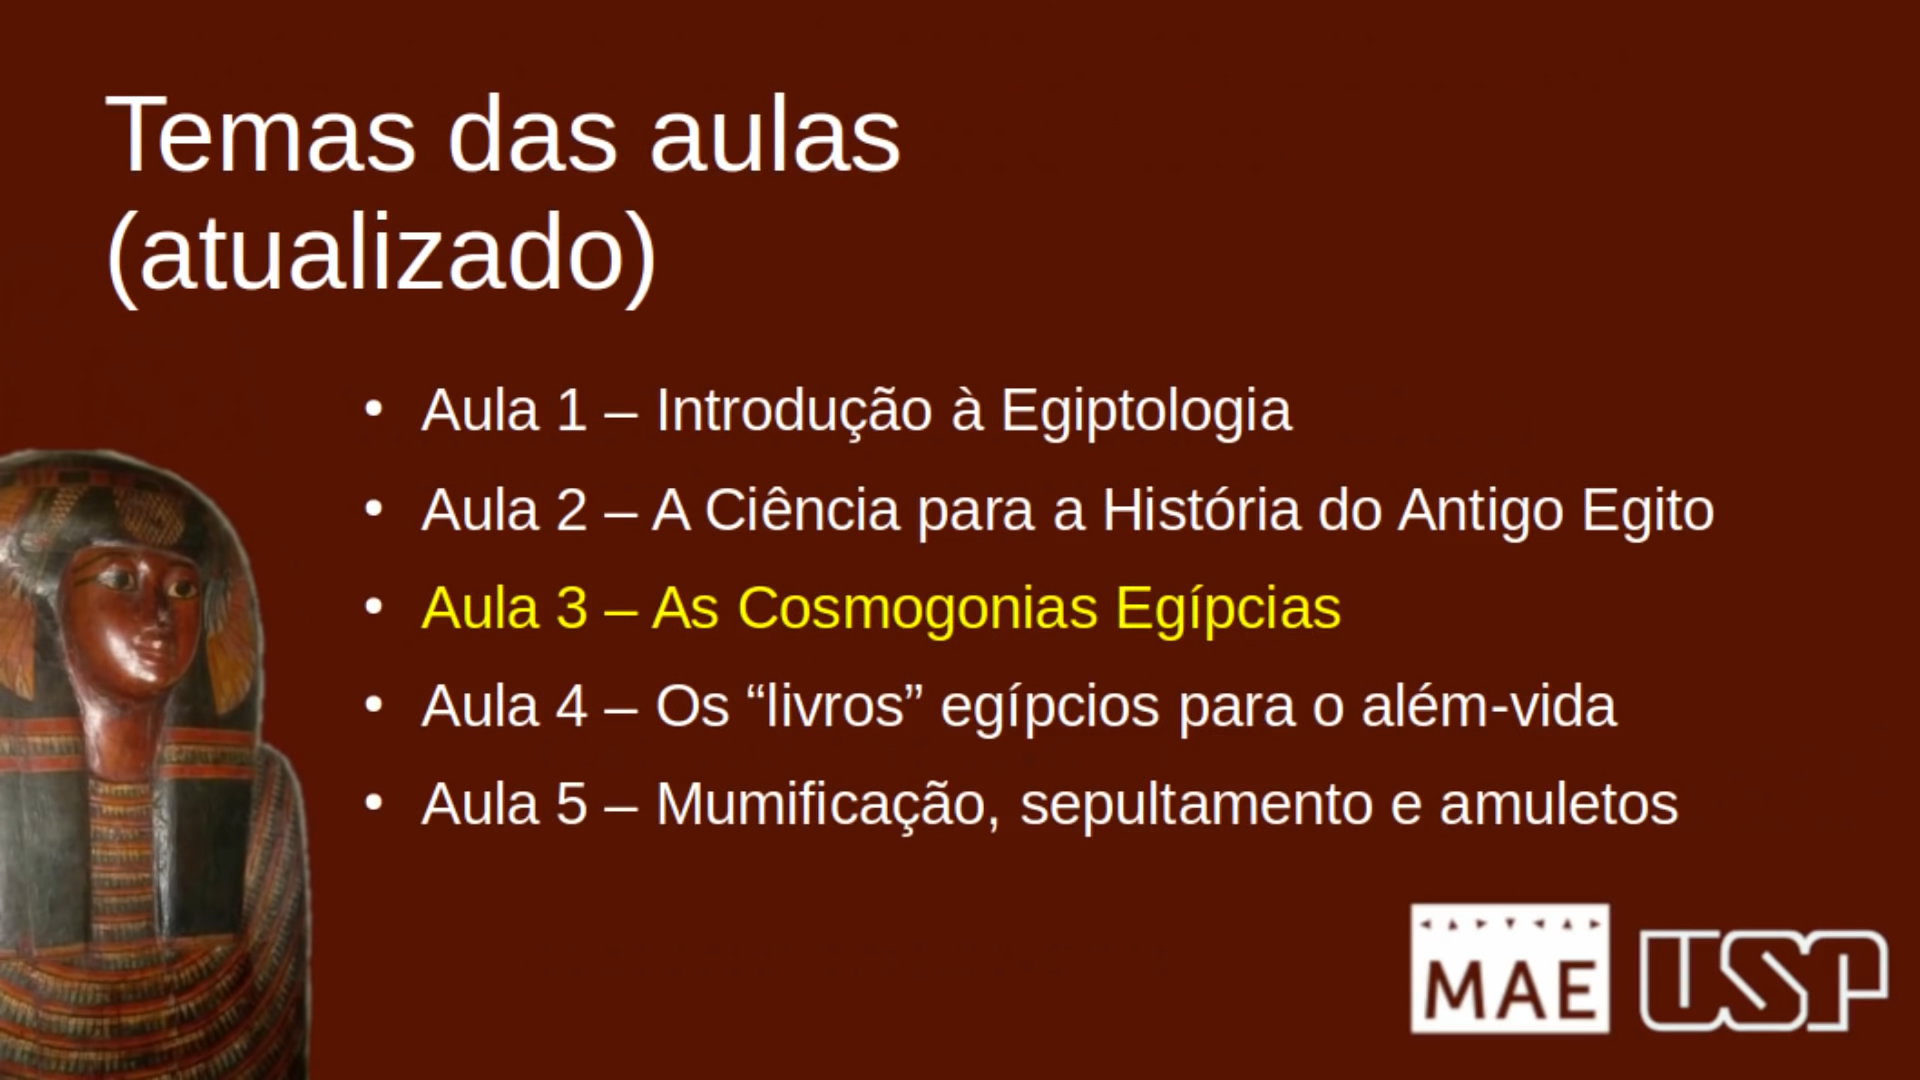 Temas das aulas
(atualizado)
• Aula 1 – Introdução à Egiptologia
• Aula 2 – A Ciência para a História do Antigo Egito
• Aula 3 – As Cosmogonias Egípcias
• Aula 4 – Os “livros” egípcios para o além-vida
• Aula 5 – Mumificação, sepultamento e amuletos
MAE USP